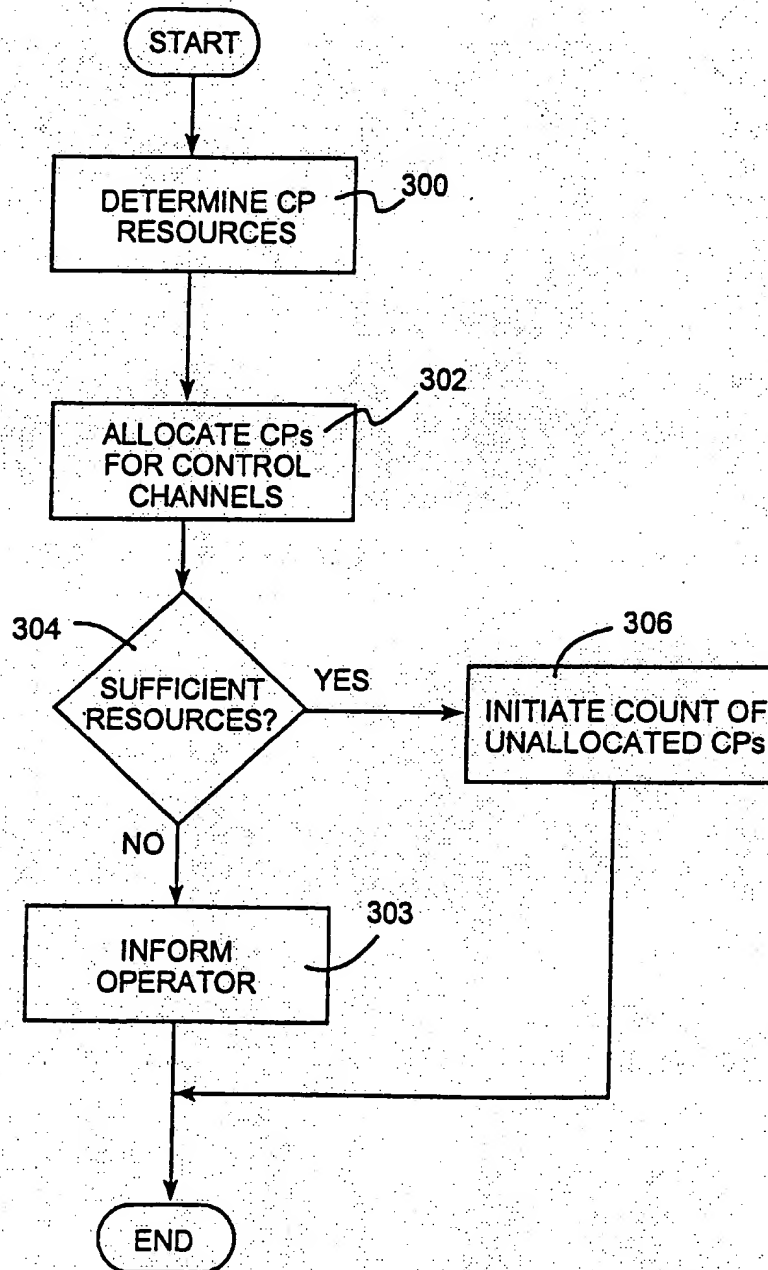 START
DETERMINE CP
RESOURCES
300
302
ALLOCATE CPs
FOR CONTROL
CHANNELS
304
SUFFICIENT
RESOURCES?
YES
306
INITIATE COUNT OF
UNALLOCATED CPs
NO
303
INFORM
OPERATOR
END